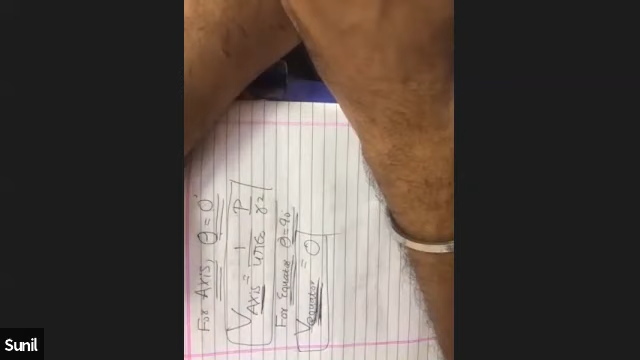 For Axis, θ = 0°
V_AXIS = 1/4πε₀ P/r²
For Equator θ = 90°
V_equator = 0
Sunil